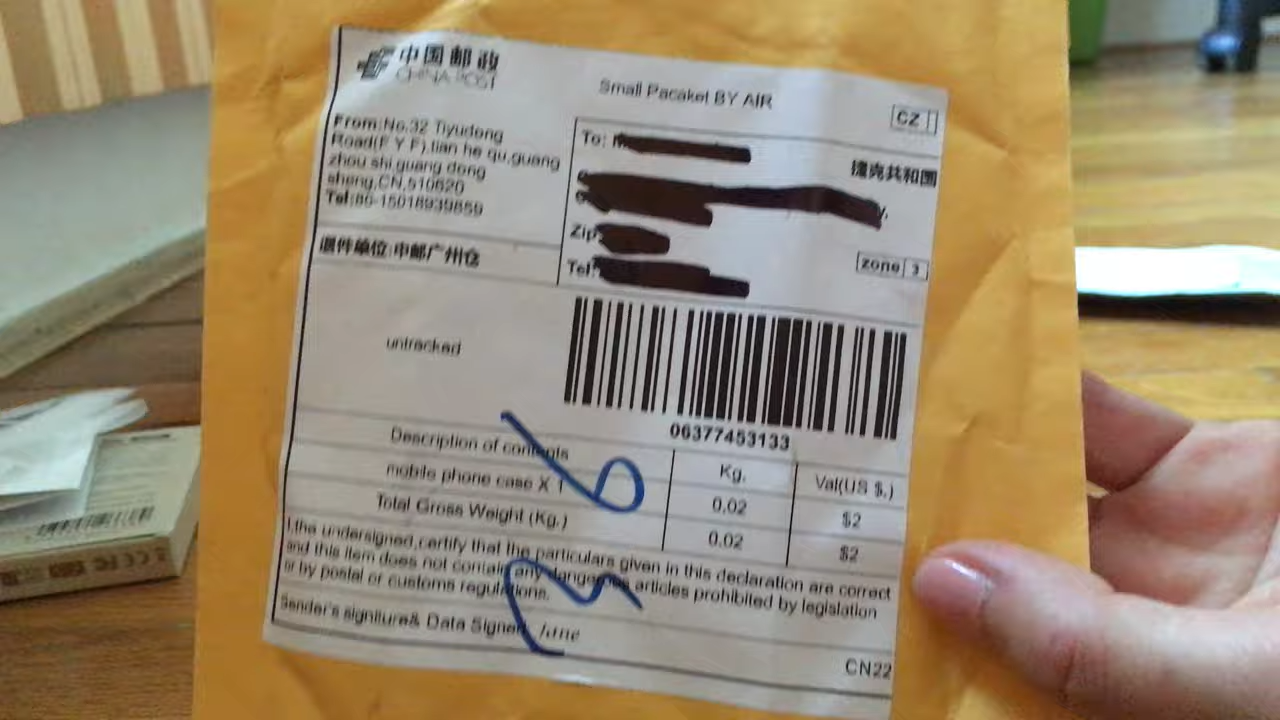 中国邮政
CHINA POST
Small Pacaket BY AIR
CZ
From:No.32 Tiyudong
Road(F Y F),tian he qu,guang
zhou shi,guang dong
sheng,CN,510620
Tel:86-15018939859
退件单位:中邮广州仓
To:
捷克共和国
Zip
zone 3
Tel:
untracked
06377453133
Description of contents Kg. Val(US $.)
mobile phone case X 1 0.02 $2
Total Gross Weight (Kg.) 0.02 $2
I,the undersigned,certify that the particulars given in this declaration are correct
and this item does not contain any dangerous articles prohibited by legislation
or by postal or customs regulations.
Sender's signiture& Data Signed Jane
CN22